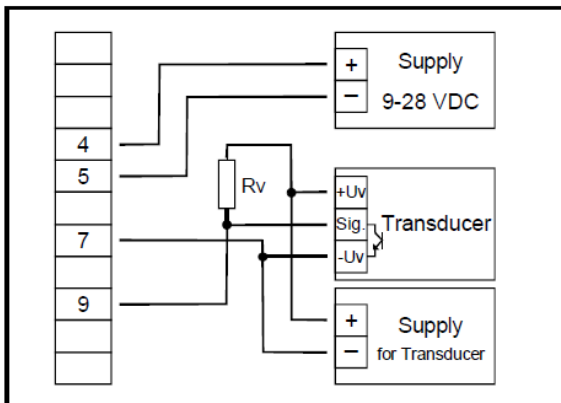 4
5
7
9
+
Supply
−
9-28 VDC
Rv
+Uv
Sig.
Transducer
-Uv
+
Supply
−
for Transducer